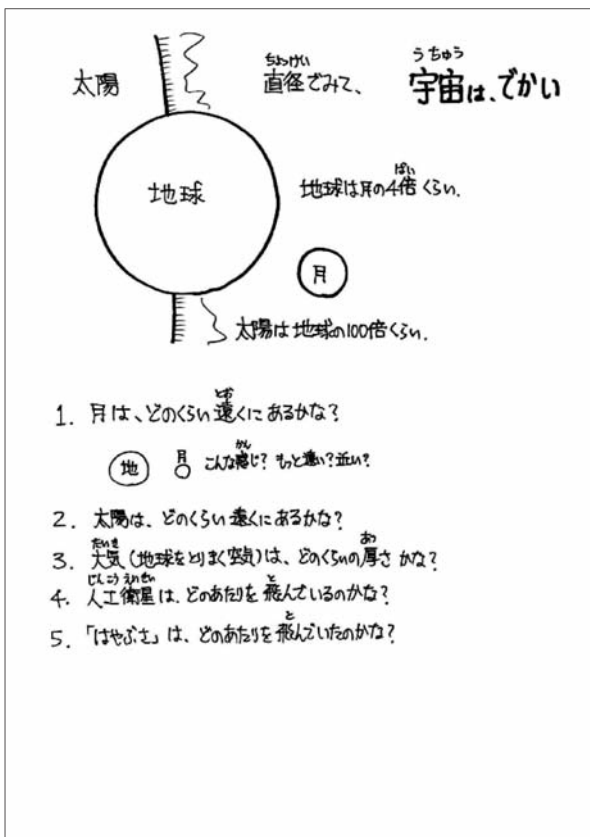 太陽
直径でみて、
ちょっけい
宇宙は、でかい
うちゅう
地球
地球は月の4倍くらい.
ばい
月
太陽は地球の100倍くらい.
1. 月は、どのくらい遠くにあるかな?
とお
地
月
こんな感じ? もっと遠い?近い?
かん
2. 太陽は、どのくらい遠くにあるかな?
3. 大気(地球をとりまく空気)は、どのくらいの厚さかな?
たいき
あつ
4. 人工衛星は、どのあたりを飛んでいるのかな?
じんこうえいせい
と
5. 「はやぶさ」は、どのあたりを飛んでいたのかな?
と